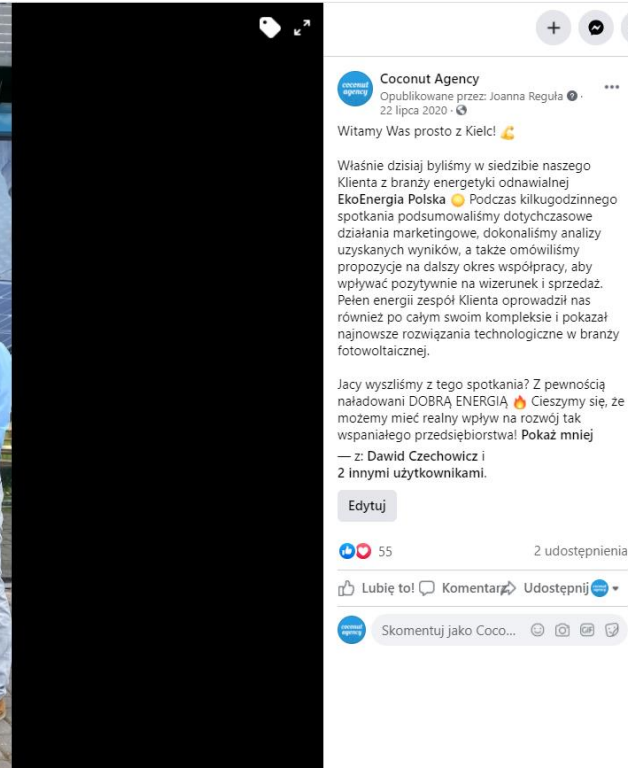 Coconut Agency
Opublikowane przez: Joanna Reguła ·
22 lipca 2020 ·
Witamy Was prosto z Kielc! 💪
Właśnie dzisiaj byliśmy w siedzibie naszego
Klienta z branży energetyki odnawialnej
EkoEnergia Polska 🌞 Podczas kilkugodzinnego
spotkania podsumowaliśmy dotychczasowe
działania marketingowe, dokonaliśmy analizy
uzyskanych wyników, a także omówiliśmy
propozycje na dalszy okres współpracy, aby
wpływać pozytywnie na wizerunek i sprzedaż.
Pełen energii zespół Klienta oprowadził nas
również po całym swoim kompleksie i pokazał
najnowsze rozwiązania technologiczne w branży
fotowoltaicznej.
Jacy wyszliśmy z tego spotkania? Z pewnością
naładowani DOBRĄ ENERGIĄ 🔥 Cieszymy się, że
możemy mieć realny wpływ na rozwój tak
wspaniałego przedsiębiorstwa! Pokaż mniej
— z: Dawid Czechowicz i
2 innymi użytkownikami.
Edytuj
55 2 udostępnienia
Lubię to! Komentarz Udostępnij
Skomentuj jako Coco... GIF
coconut
agency